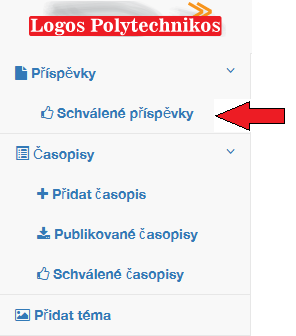 Logos Polytechnikos
Příspěvky
Schválené příspěvky
Časopisy
Přidat časopis
Publikované časopisy
Schválené časopisy
Přidat téma